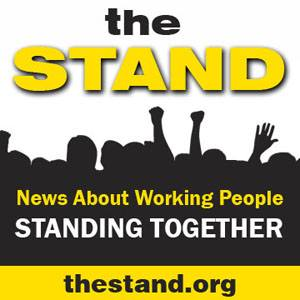 the
STAND
News About Working People
STANDING TOGETHER
thestand.org